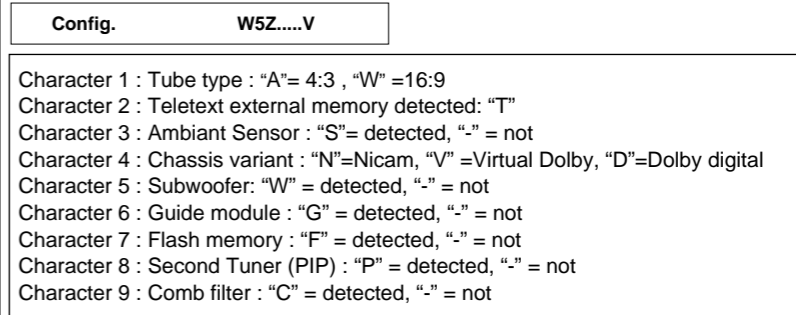 Config. W5Z.....V
Character 1 : Tube type : “A”= 4:3 , “W” =16:9
Character 2 : Teletext external memory detected: “T”
Character 3 : Ambiant Sensor : “S”= detected, “-” = not
Character 4 : Chassis variant : “N”=Nicam, “V” =Virtual Dolby, “D”=Dolby digital
Character 5 : Subwoofer: “W” = detected, “-” = not
Character 6 : Guide module : “G” = detected, “-” = not
Character 7 : Flash memory : “F” = detected, “-” = not
Character 8 : Second Tuner (PIP) : “P” = detected, “-” = not
Character 9 : Comb filter : “C” = detected, “-” = not